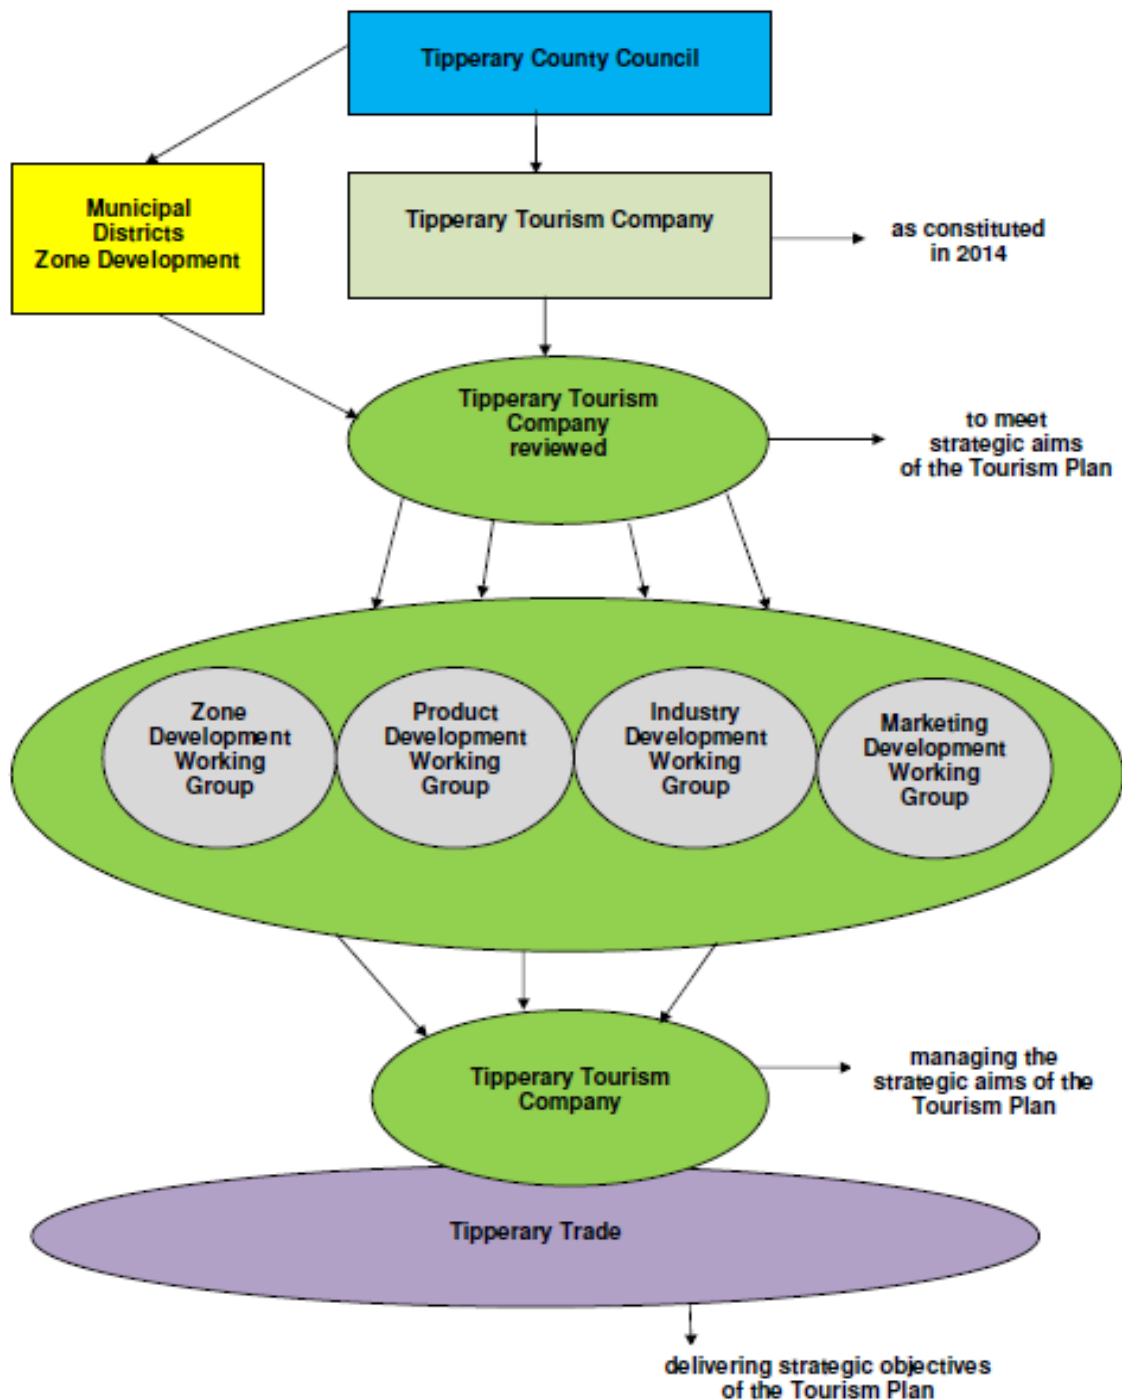 Tipperary County Council
Municipal
Districts
Zone Development
Tipperary Tourism Company
as constituted
in 2014
Tipperary Tourism
Company
reviewed
to meet
strategic aims
of the Tourism Plan
Zone
Development
Working
Group
Product
Development
Working
Group
Industry
Development
Working
Group
Marketing
Development
Working
Group
Tipperary Tourism
Company
managing the
strategic aims of the
Tourism Plan
Tipperary Trade
delivering strategic objectives
of the Tourism Plan